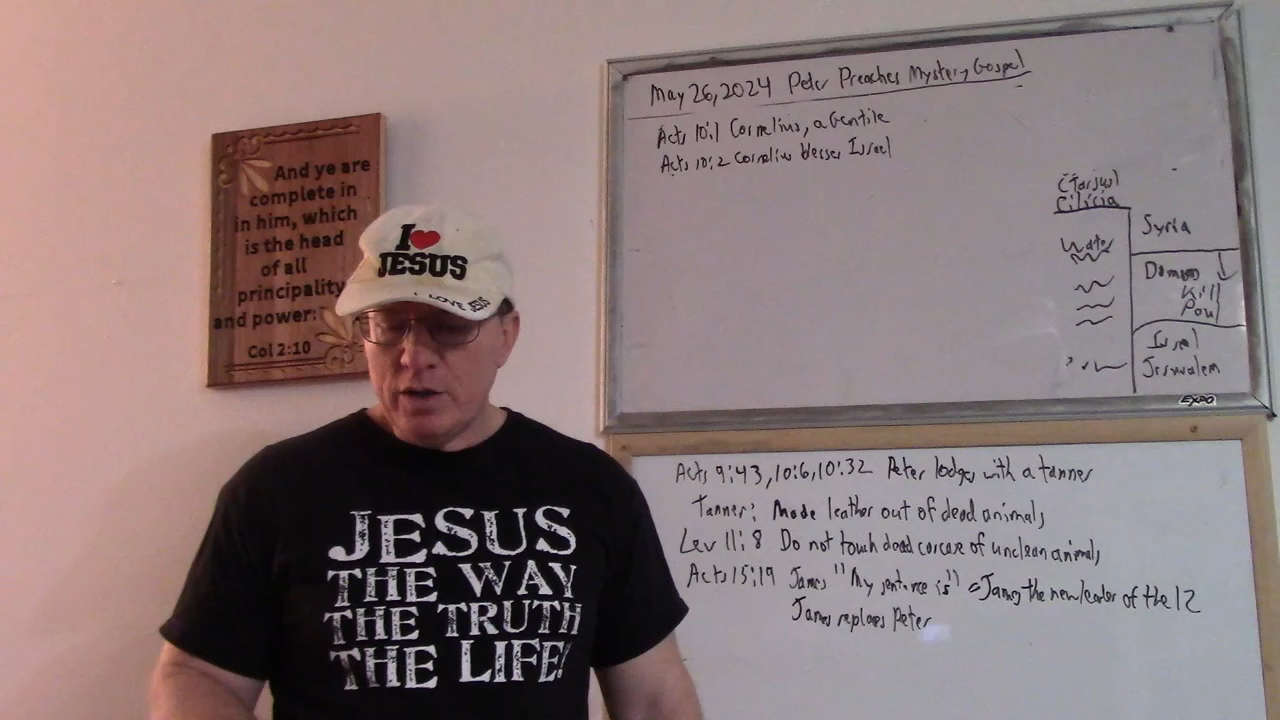 And ye are
complete in
in him, which
is the head
of all
principality
and power:
Col 2:10
I ❤
JESUS
I LOVE JESUS
JESUS
THE WAY
THE TRUTH
THE LIFE!
May 26, 2024 Peter Preaches Mystery Gospel
Acts 10:1 Cornelius, a Gentile
Acts 10:2 Cornelius blesses Israel
Cilicia
Water
Syria
Kill
Paul
Israel
Jerusalem
EXPO
Acts 9:43, 10:6, 10:32 Peter lodges with a tanner
Tanner: Made leather out of dead animals
Lev 11:8 Do not touch dead carcase of unclean animals
Acts 15:19 James "My sentence is" = James the new leader of the 12
James replaces Peter